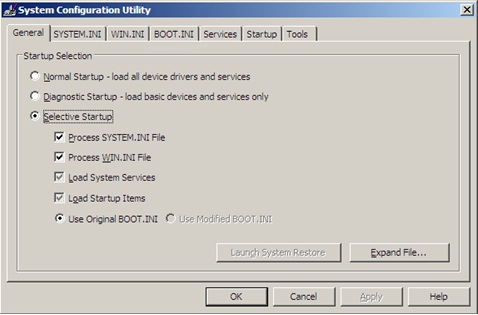 System Configuration Utility
General SYSTEM.INI WIN.INI BOOT.INI Services Startup Tools
Startup Selection
Normal Startup - load all device drivers and services
Diagnostic Startup - load basic devices and services only
Selective Startup
Process SYSTEM.INI File
Process WIN.INI File
Load System Services
Load Startup Items
Use Original BOOT.INI Use Modified BOOT.INI
Launch System Restore Expand File...
OK Cancel Apply Help